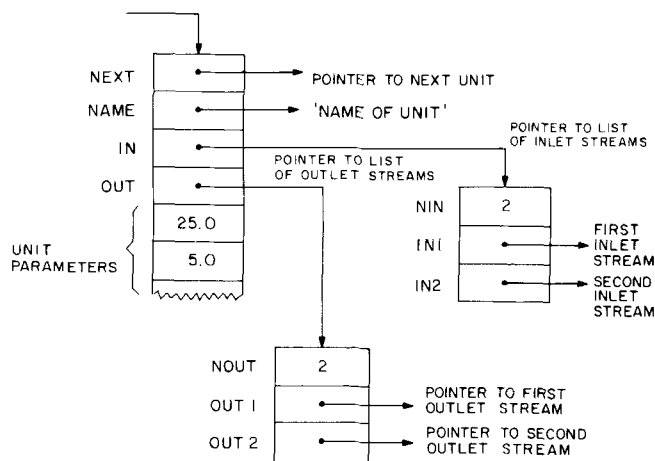 NEXT
POINTER TO NEXT UNIT
NAME
'NAME OF UNIT'
IN
POINTER TO LIST
OF INLET STREAMS
OUT
POINTER TO LIST
OF OUTLET STREAMS
UNIT
PARAMETERS
25.0
5.0
NIN
2
IN1
FIRST
INLET
STREAM
IN2
SECOND
INLET
STREAM
NOUT
2
OUT 1
POINTER TO FIRST
OUTLET STREAM
OUT 2
POINTER TO SECOND
OUTLET STREAM